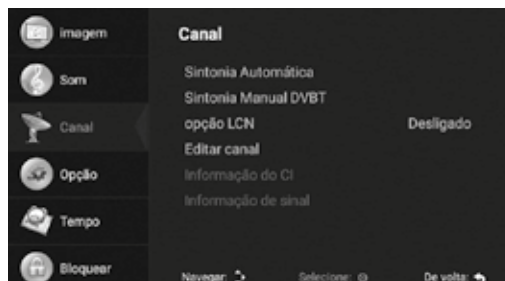 imagem
Som
Canal
Opção
Tempo
Bloquear
Canal
Sintonia Automática
Sintonia Manual DVBT
opção LCN Desligado
Editar canal
Informação do CI
Informação de sinal
Navegar: Selecione: De volta: